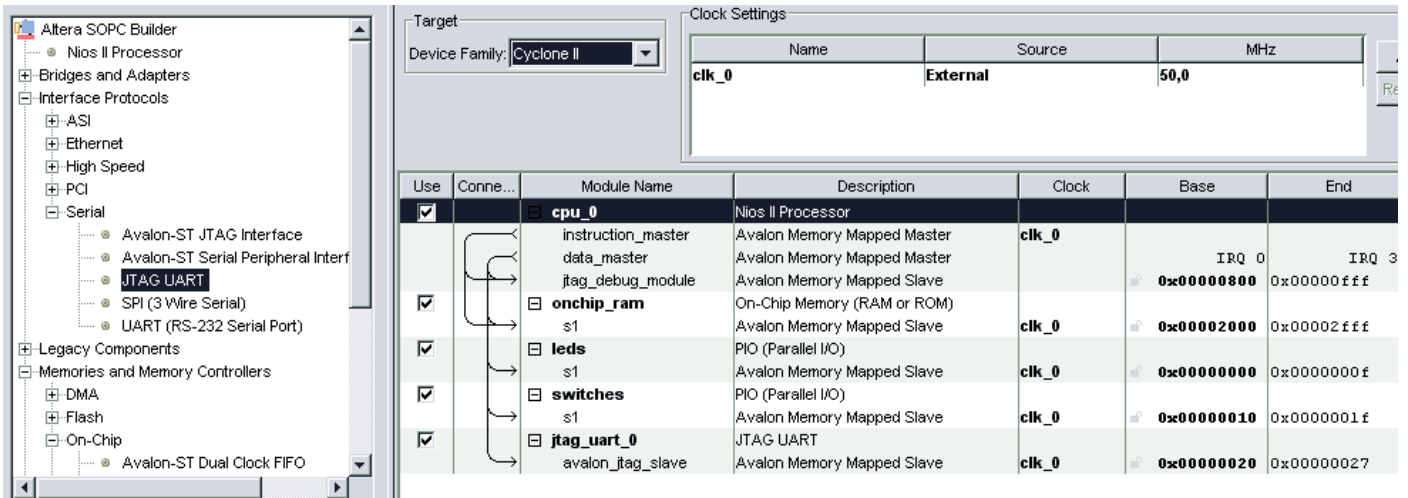 Altera SOPC Builder
Nios II Processor
Bridges and Adapters
Interface Protocols
ASI
Ethernet
High Speed
PCI
Serial
Avalon-ST JTAG Interface
Avalon-ST Serial Peripheral Interf
JTAG UART
SPI (3 Wire Serial)
UART (RS-232 Serial Port)
Legacy Components
Memories and Memory Controllers
DMA
Flash
On-Chip
Avalon-ST Dual Clock FIFO
Target
Device Family: Cyclone II
Clock Settings
Name Source MHz
clk_0 External 50,0
Re
Use Conne... Module Name Description Clock Base End
cpu_0 Nios II Processor
instruction_master Avalon Memory Mapped Master clk_0
data_master Avalon Memory Mapped Master IRQ 0 IRQ 3
jtag_debug_module Avalon Memory Mapped Slave 0x00000800 0x00000fff
onchip_ram On-Chip Memory (RAM or ROM)
s1 Avalon Memory Mapped Slave clk_0 0x00002000 0x00002fff
leds PIO (Parallel I/O)
s1 Avalon Memory Mapped Slave clk_0 0x00000000 0x0000000f
switches PIO (Parallel I/O)
s1 Avalon Memory Mapped Slave clk_0 0x00000010 0x0000001f
jtag_uart_0 JTAG UART
avalon_jtag_slave Avalon Memory Mapped Slave clk_0 0x00000020 0x00000027